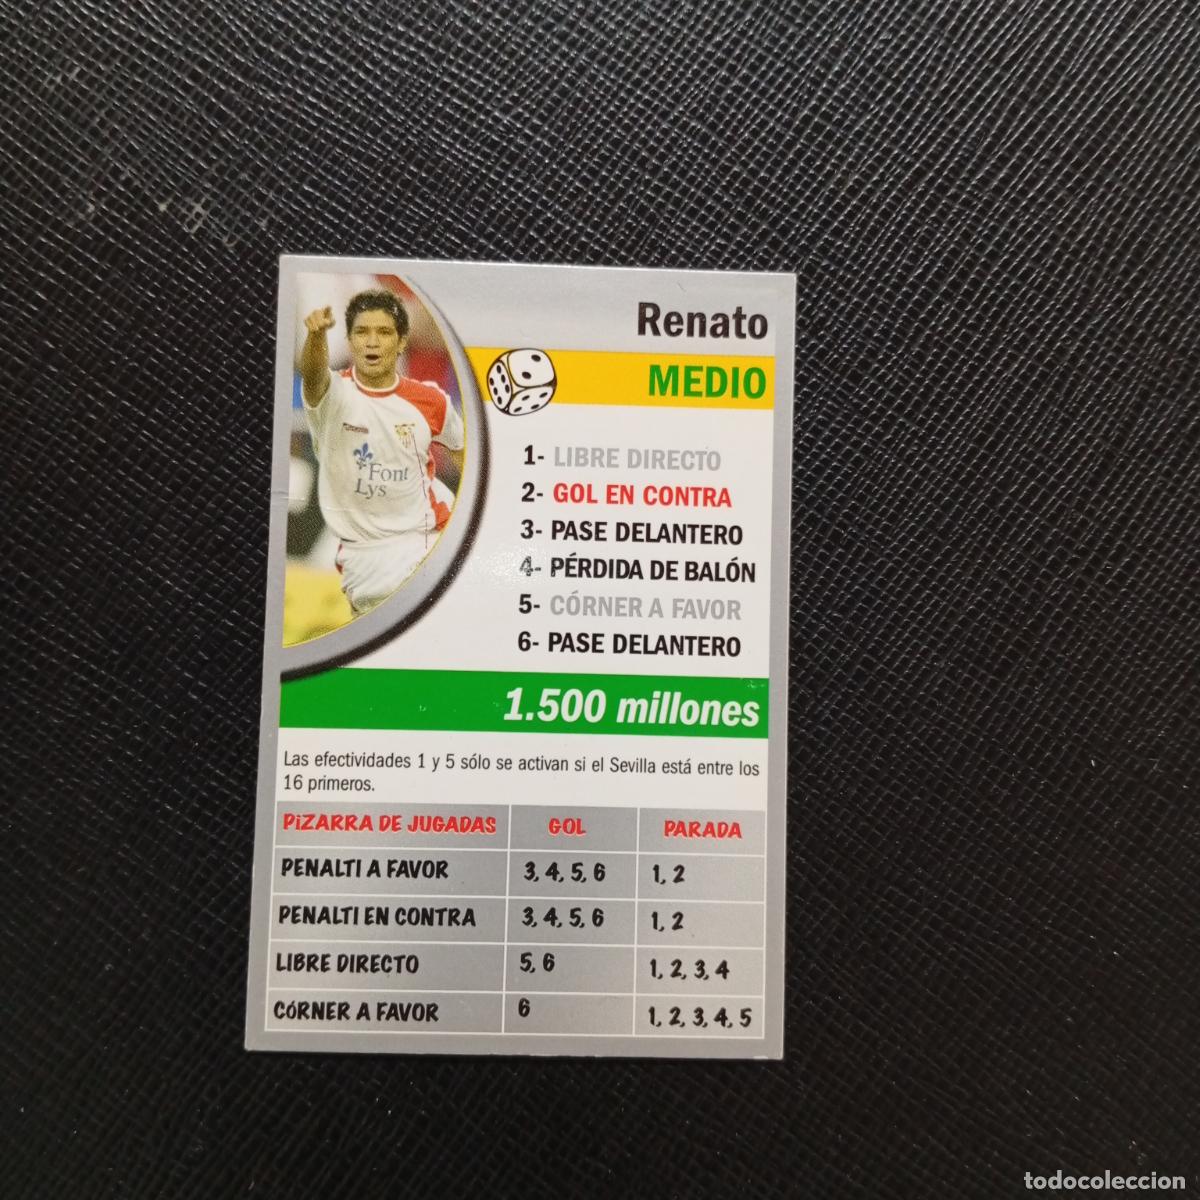 Renato
MEDIO
Font
Lys
1- LIBRE DIRECTO
2- GOL EN CONTRA
3- PASE DELANTERO
4- PÉRDIDA DE BALÓN
5- CÓRNER A FAVOR
6- PASE DELANTERO
1.500 millones
Las efectividades 1 y 5 sólo se activan si el Sevilla está entre los
16 primeros.
PiZARRA DE JUGADAS GOL PARADA
PENALTI A FAVOR 3, 4, 5, 6 1, 2
PENALTI EN CONTRA 3, 4, 5, 6 1, 2
LIBRE DIRECTO 5, 6 1, 2, 3, 4
CÓRNER A FAVOR 6 1, 2, 3, 4, 5
todocoleccion